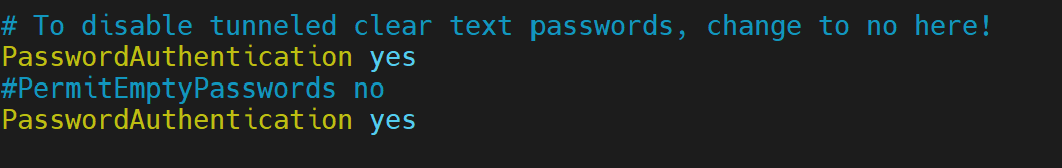 # To disable tunneled clear text passwords, change to no here!
PasswordAuthentication yes
#PermitEmptyPasswords no
PasswordAuthentication yes